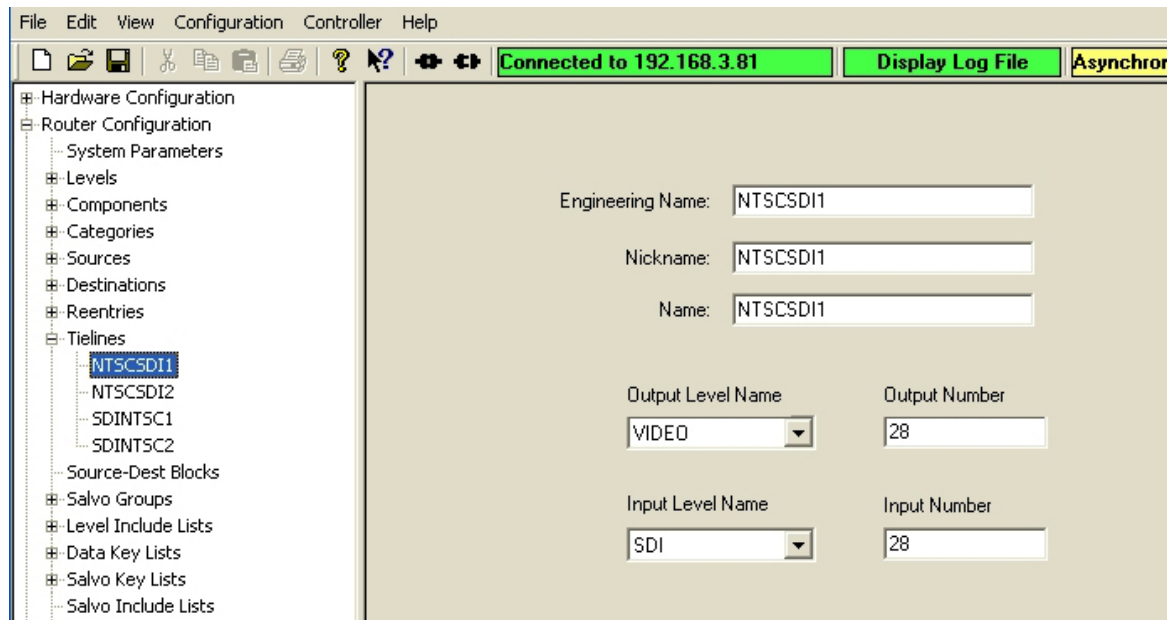 File Edit View Configuration Controller Help
Connected to 192.168.3.81 Display Log File Asynchron
Hardware Configuration
Router Configuration
System Parameters
Levels
Components
Categories
Sources
Destinations
Reentries
Tielines
NTSCSDI1
NTSCSDI2
SDINTSC1
SDINTSC2
Source-Dest Blocks
Salvo Groups
Level Include Lists
Data Key Lists
Salvo Key Lists
Salvo Include Lists
Engineering Name: NTSCSDI1
Nickname: NTSCSDI1
Name: NTSCSDI1
Output Level Name Output Number
VIDEO 28
Input Level Name Input Number
SDI 28